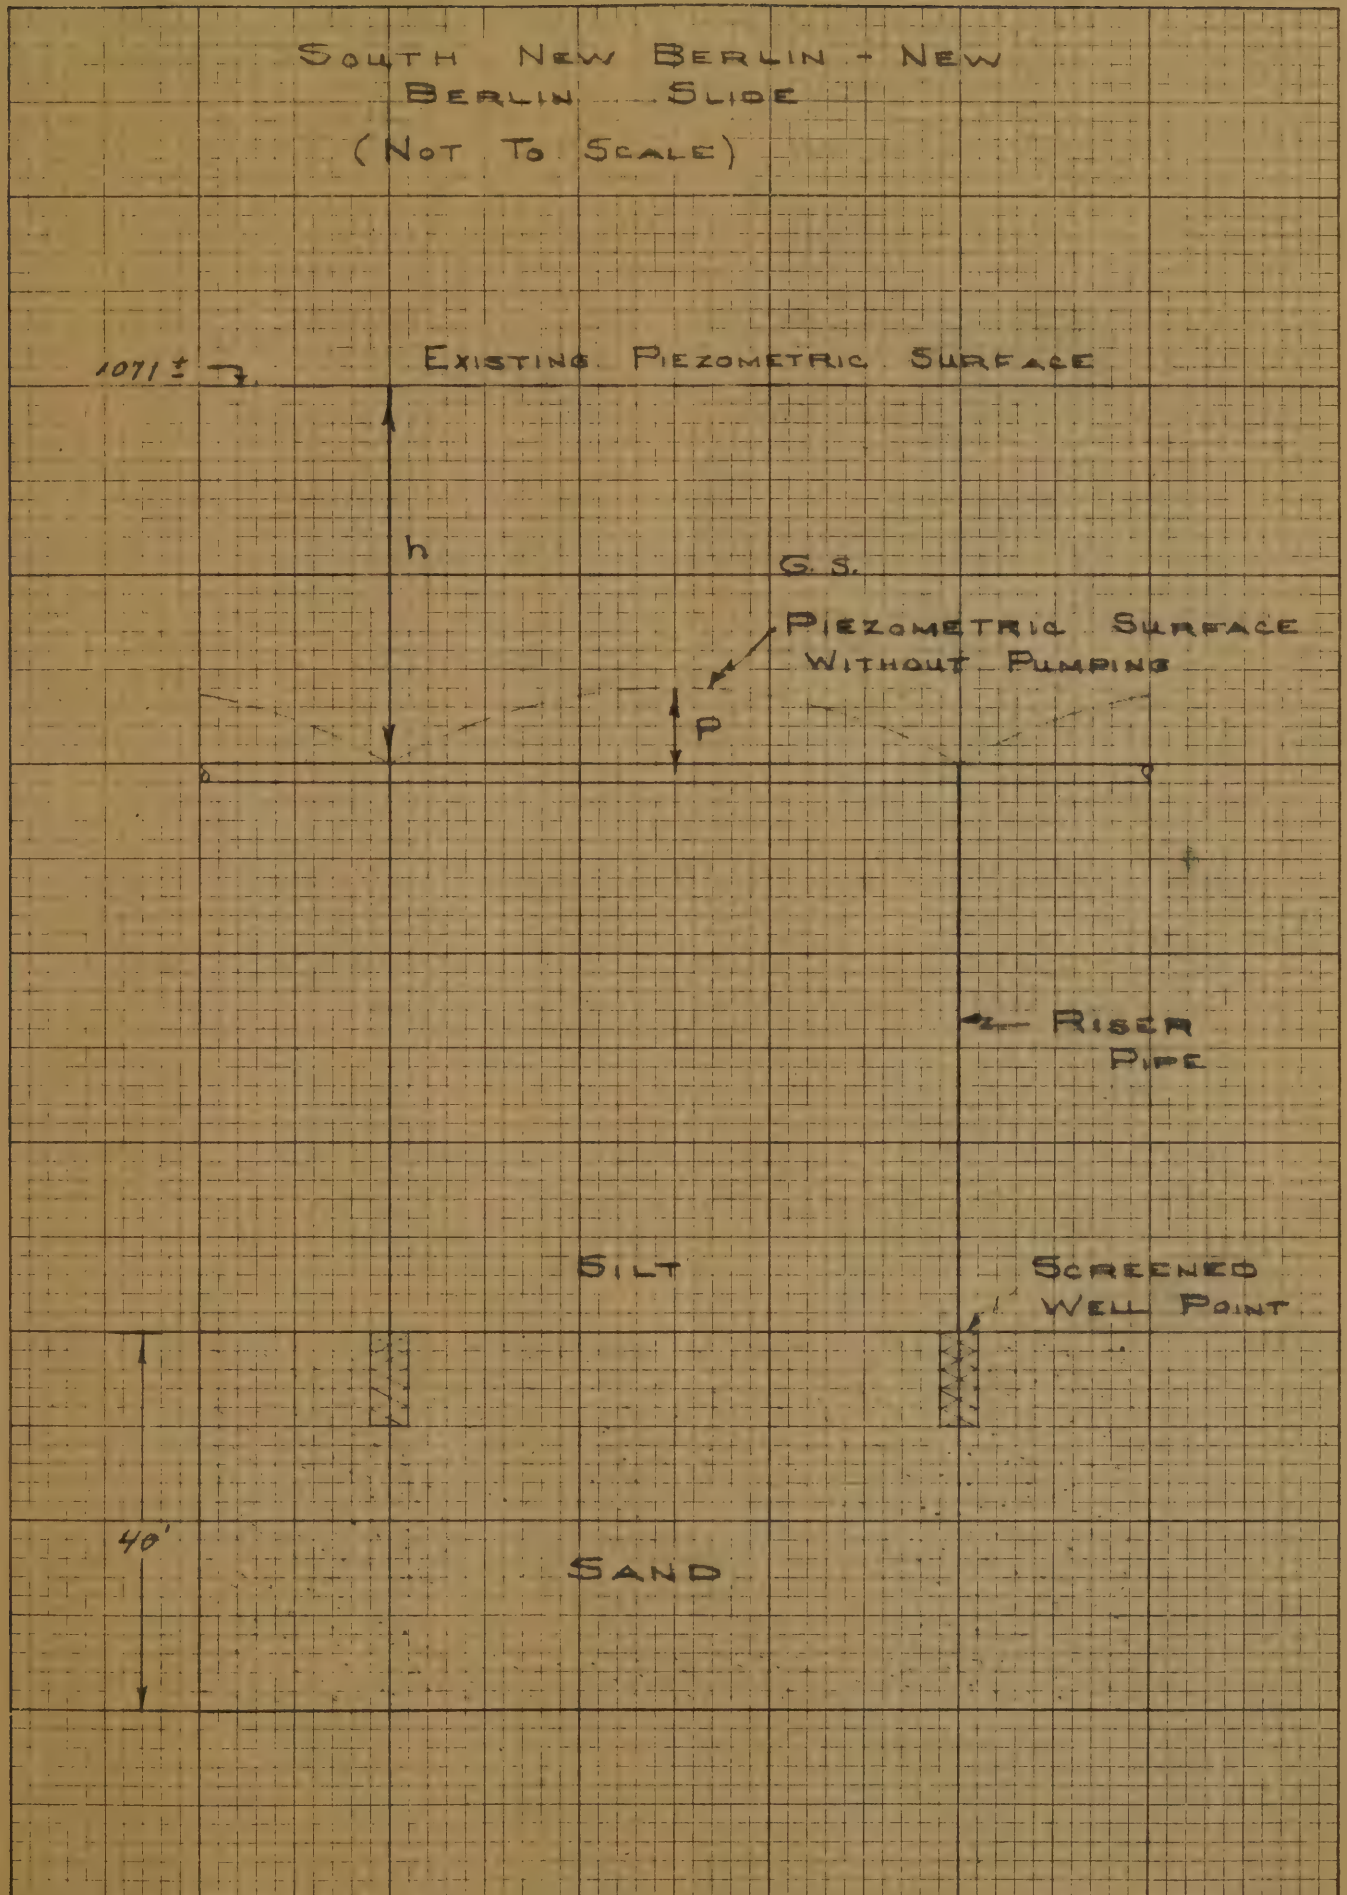 SOUTH NEW BERLIN - NEW
BERLIN SLIDE
(NOT TO SCALE)
1071 ±
EXISTING PIEZOMETRIC SURFACE
h
G. S.
PIEZOMETRIC SURFACE
WITHOUT PUMPING
P
RISER
PIPE
SILT
SCREENED
WELL POINT
40'
SAND